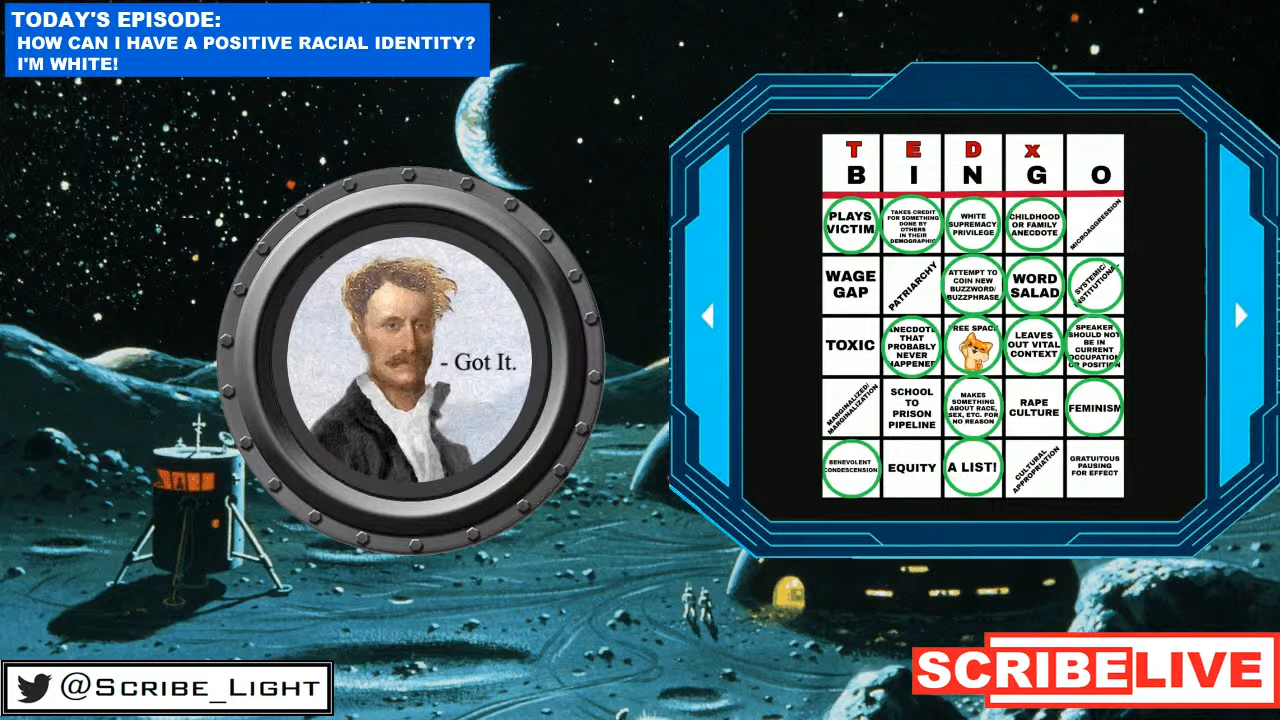 TODAY'S EPISODE:
HOW CAN I HAVE A POSITIVE RACIAL IDENTITY?
I'M WHITE!
T E D x
B I N G O
PLAYS
VICTIM
TAKES CREDIT
FOR SOMETHING
DONE BY
OTHERS
IN THEIR
DEMOGRAPHIC
WHITE
SUPREMACY
PRIVILEGE
CHILDHOOD
OR FAMILY
ANECDOTE
MICROAGGRESSION
WAGE
GAP
PATRIARCHY
ATTEMPT TO
COIN NEW
BUZZWORD/
BUZZPHRASE
WORD
SALAD
SYSTEMIC/
INSTITUTIONAL
TOXIC
ANECDOTE
THAT
PROBABLY
NEVER
HAPPENED
FREE SPACE
LEAVES
OUT VITAL
CONTEXT
SPEAKER
SHOULD NOT
BE IN
CURRENT
OCCUPATION
OR POSITION
MARGINALIZED/
MARGINALIZATION
SCHOOL
TO
PRISON
PIPELINE
MAKES
SOMETHING
ABOUT RACE,
SEX, ETC. FOR
NO REASON
RAPE
CULTURE
FEMINISM
BENEVOLENT
CONDESCENSION
EQUITY
A LIST!
CULTURAL
APPROPRIATION
GRATUITOUS
PAUSING
FOR EFFECT
- Got It.
@SCRIBE_LIGHT
SCRIBELIVE